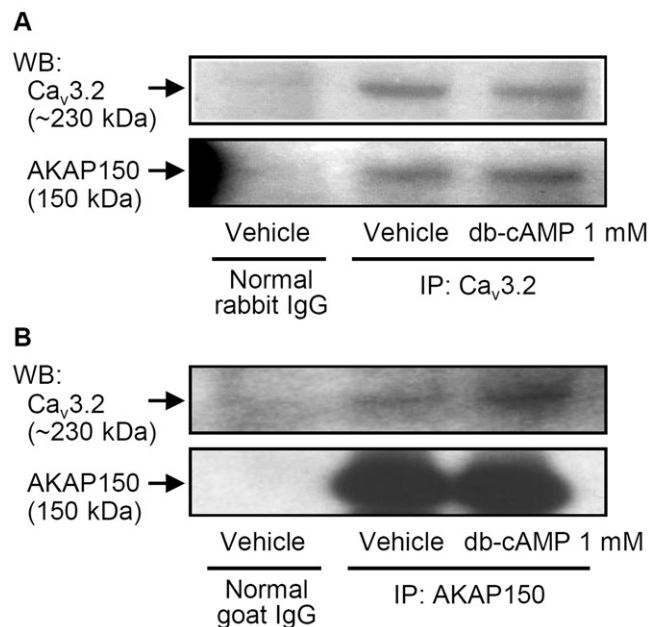 A
WB:
Cav3.2
(~230 kDa)
AKAP150
(150 kDa)
Vehicle Vehicle db-cAMP 1 mM
Normal
rabbit IgG
IP: Cav3.2
B
WB:
Cav3.2
(~230 kDa)
AKAP150
(150 kDa)
Vehicle Vehicle db-cAMP 1 mM
Normal
goat IgG
IP: AKAP150